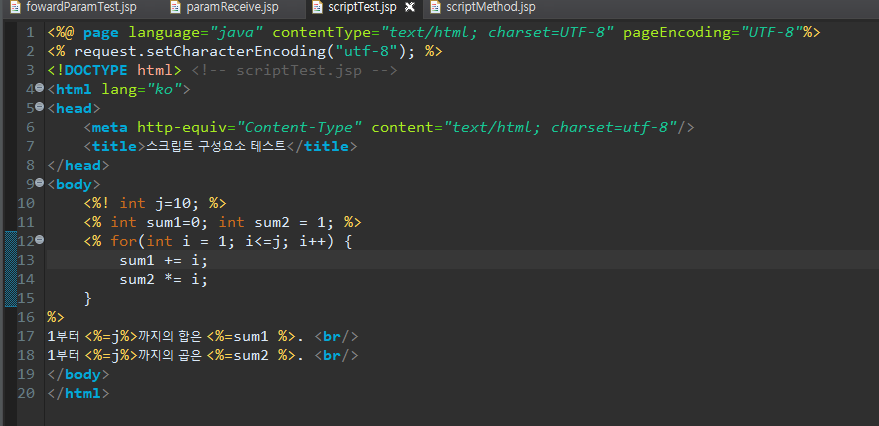 fowardParamTest.jsp paramReceive.jsp scriptTest.jsp scriptMethod.jsp
1 <%@ page language="java" contentType="text/html; charset=UTF-8" pageEncoding="UTF-8"%>
2 <% request.setCharacterEncoding("utf-8"); %>
3 <!DOCTYPE html> <!-- scriptTest.jsp -->
4 <html lang="ko">
5 <head>
6     <meta http-equiv="Content-Type" content="text/html; charset=utf-8"/>
7     <title>스크립트 구성요소 테스트</title>
8 </head>
9 <body>
10     <%! int j=10; %>
11     <% int sum1=0; int sum2 = 1; %>
12     <% for(int i = 1; i<=j; i++) {
13         sum1 += i;
14         sum2 *= i;
15     }
16 %>
17 1부터 <%=j%>까지의 합은 <%=sum1 %>. <br/>
18 1부터 <%=j%>까지의 곱은 <%=sum2 %>. <br/>
19 </body>
20 </html>